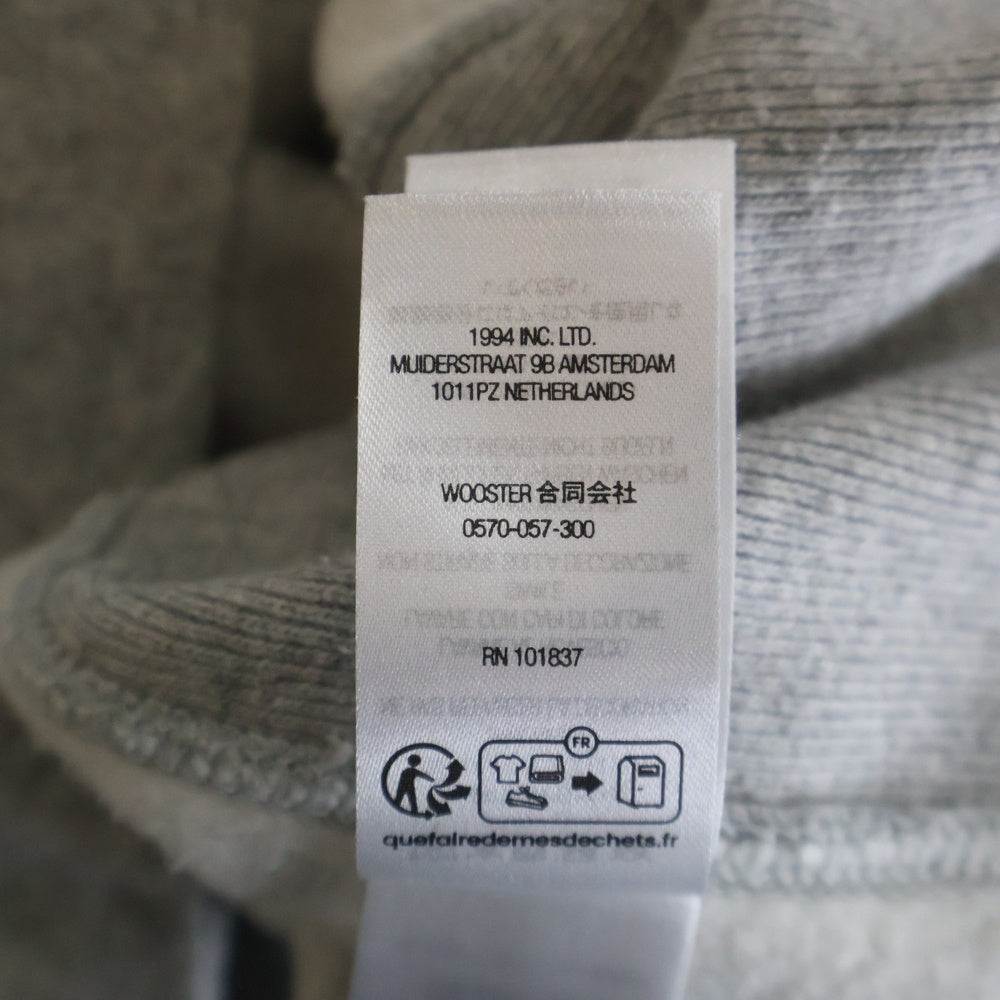 1994 INC. LTD.
MUIDERSTRAAT 9B AMSTERDAM
1011PZ NETHERLANDS
WOOSTER 合同会社
0570-057-300
RN 101837
FR
quefairedemesdechets.fr